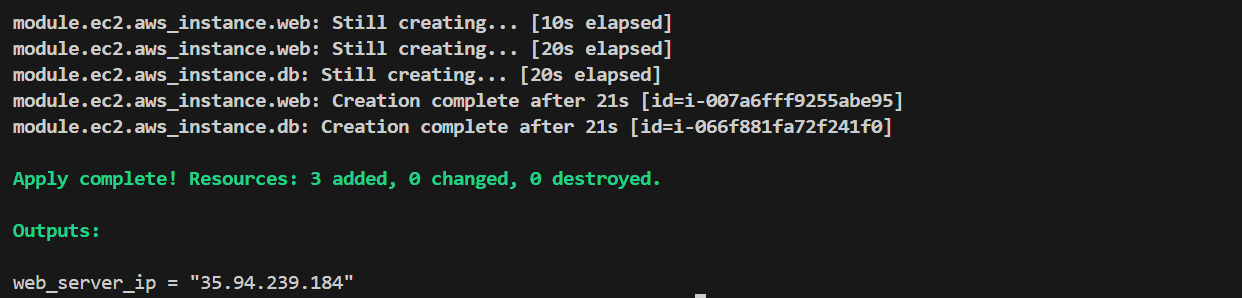 module.ec2.aws_instance.web: Still creating... [10s elapsed]
module.ec2.aws_instance.web: Still creating... [20s elapsed]
module.ec2.aws_instance.db: Still creating... [20s elapsed]
module.ec2.aws_instance.web: Creation complete after 21s [id=i-007a6fff9255abe95]
module.ec2.aws_instance.db: Creation complete after 21s [id=i-066f881fa72f241f0]
Apply complete! Resources: 3 added, 0 changed, 0 destroyed.
Outputs:
web_server_ip = "35.94.239.184"